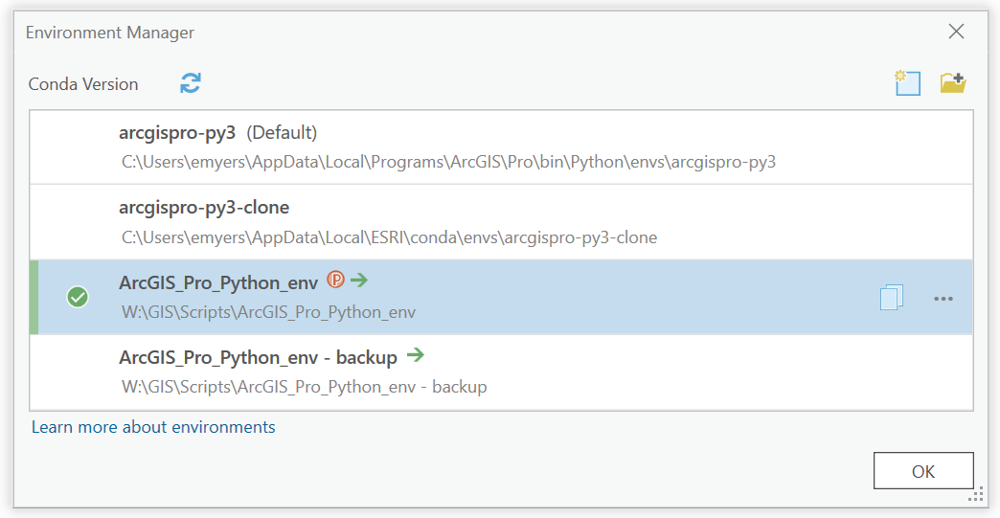 Environment Manager
Conda Version
arcgispro-py3 (Default)
C:\Users\emyers\AppData\Local\Programs\ArcGIS\Pro\bin\Python\envs\arcgispro-py3
arcgispro-py3-clone
C:\Users\emyers\AppData\Local\ESRI\conda\envs\arcgispro-py3-clone
ArcGIS_Pro_Python_env P
W:\GIS\Scripts\ArcGIS_Pro_Python_env
ArcGIS_Pro_Python_env - backup
W:\GIS\Scripts\ArcGIS_Pro_Python_env - backup
Learn more about environments
OK